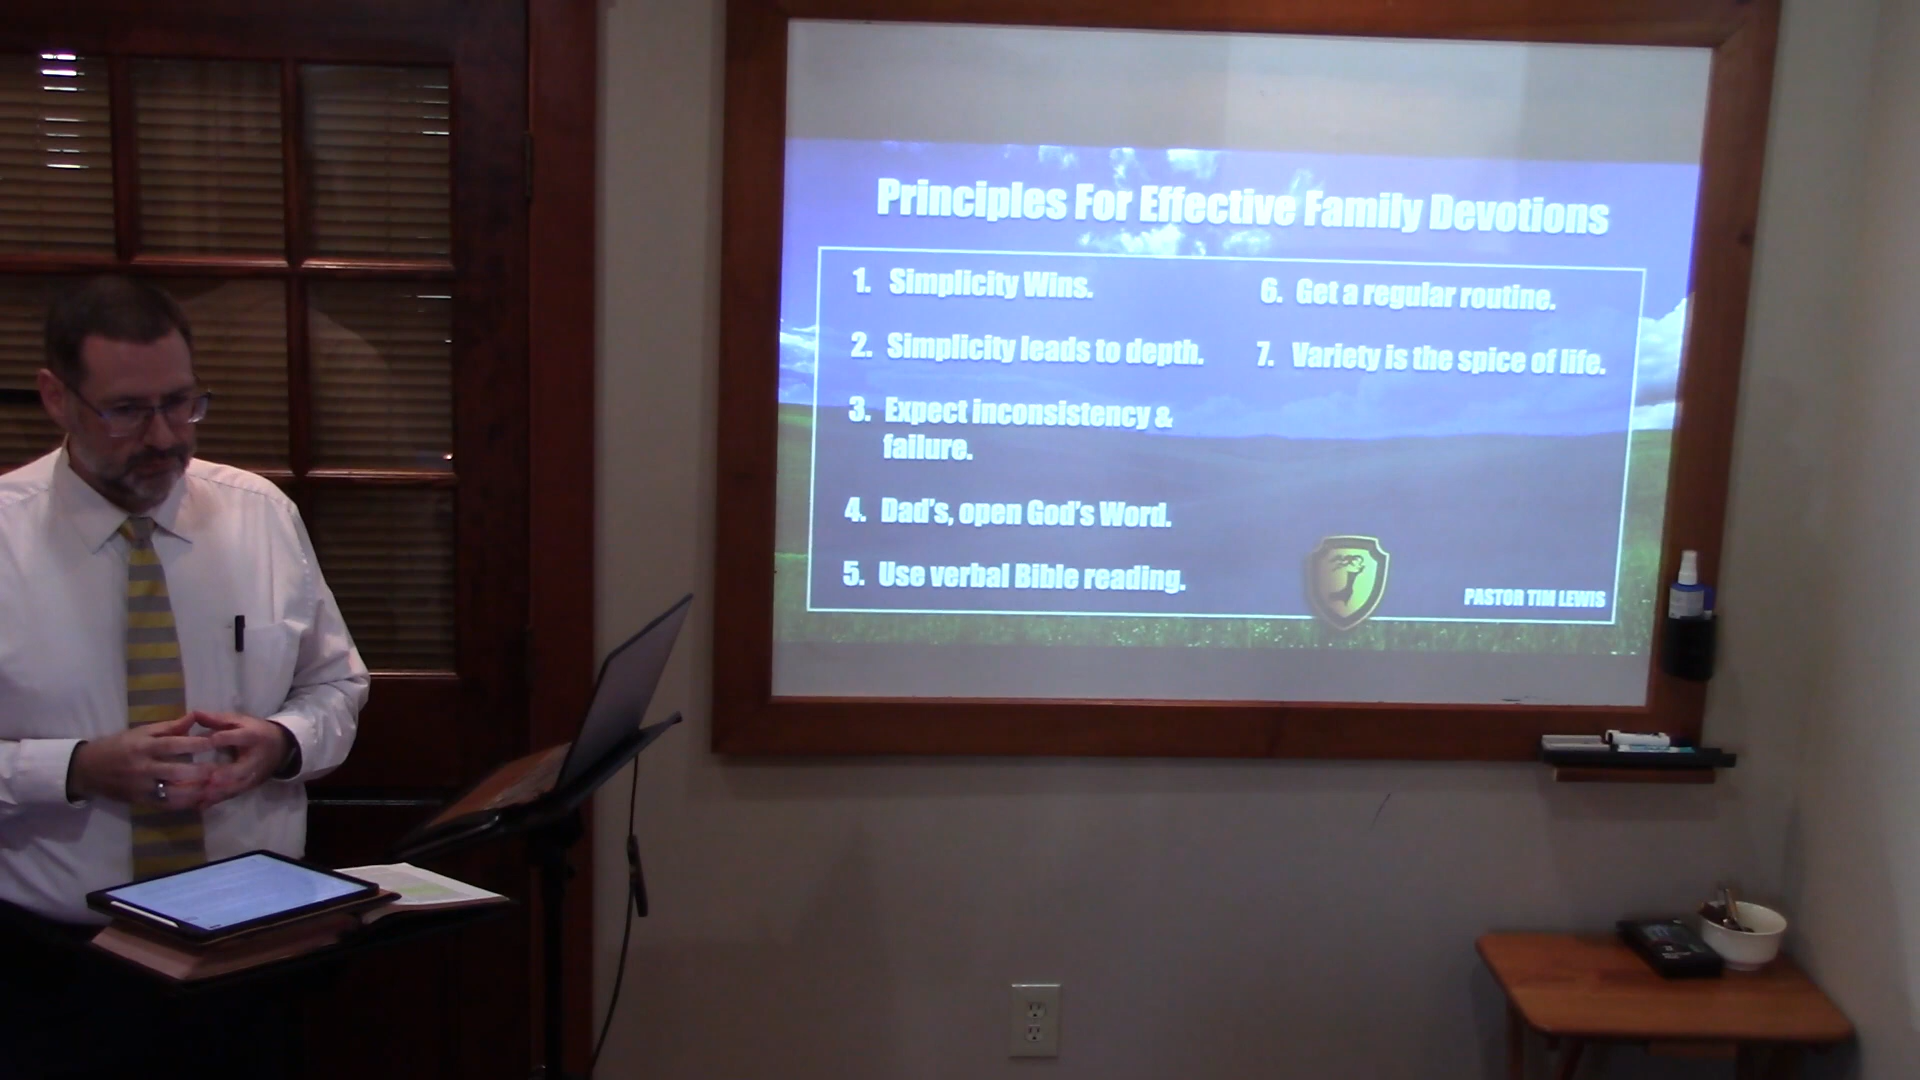 Principles For Effective Family Devotions
1. Simplicity Wins.
2. Simplicity leads to depth.
3. Expect inconsistency &
failure.
4. Dad's, open God's Word.
5. Use verbal Bible reading.
6. Get a regular routine.
7. Variety is the spice of life.
PASTOR TIM LEWIS